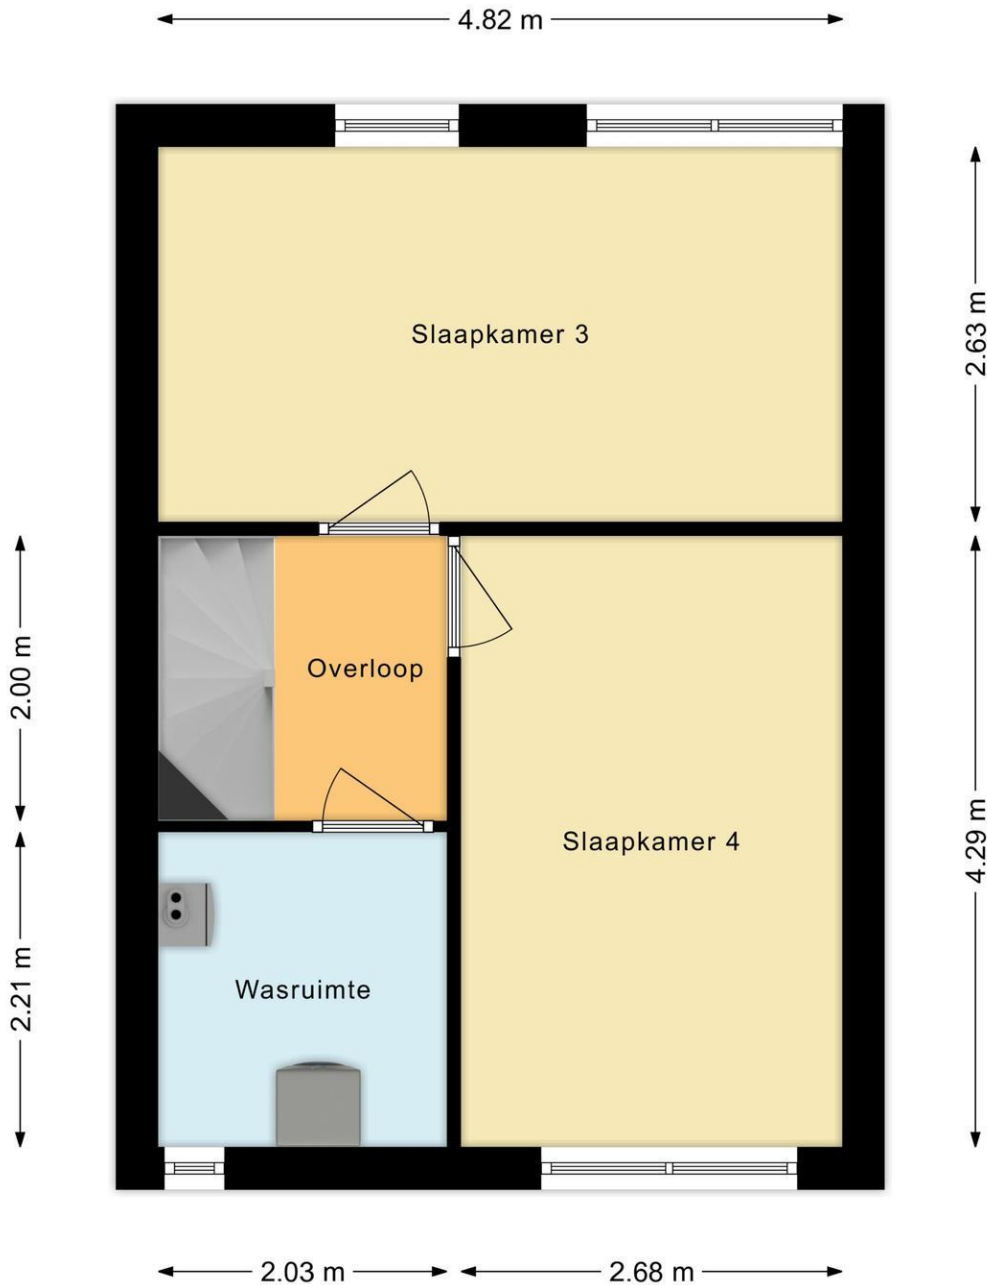 4.82 m
Slaapkamer 3
2.63 m
Overloop
2.00 m
Slaapkamer 4
4.29 m
Wasruimte
2.21 m
2.03 m
2.68 m